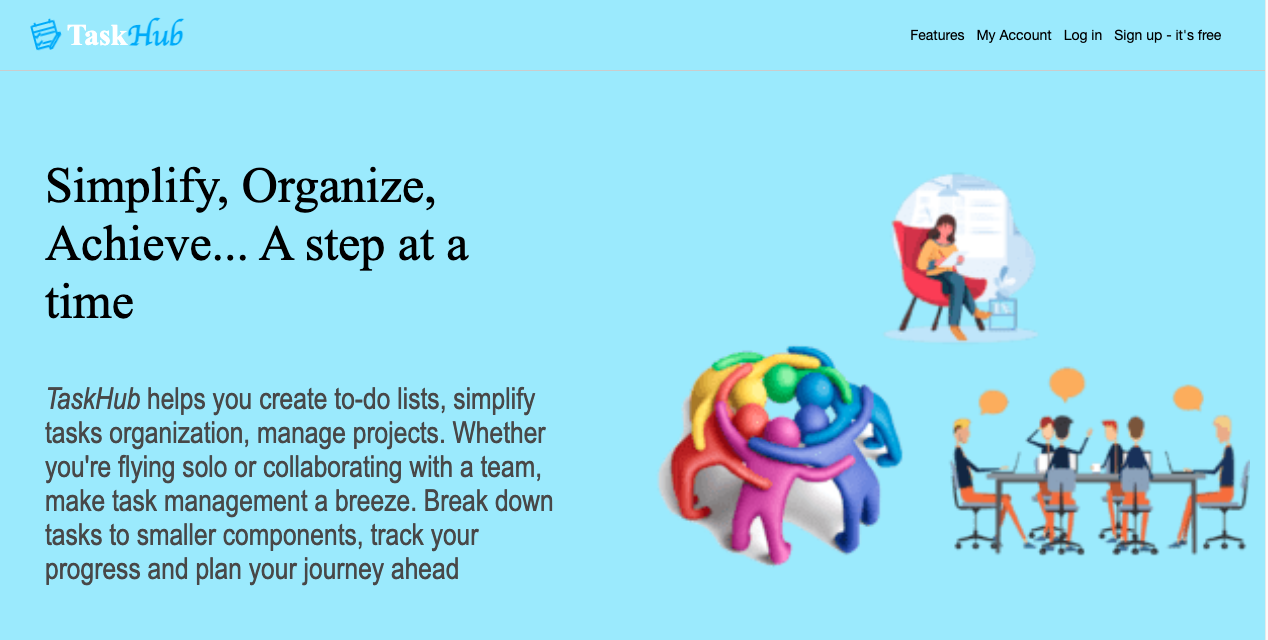 TaskHub
Features My Account Log in Sign up - it's free
Simplify, Organize,
Achieve... A step at a
time
TaskHub helps you create to-do lists, simplify
tasks organization, manage projects. Whether
you're flying solo or collaborating with a team,
make task management a breeze. Break down
tasks to smaller components, track your
progress and plan your journey ahead